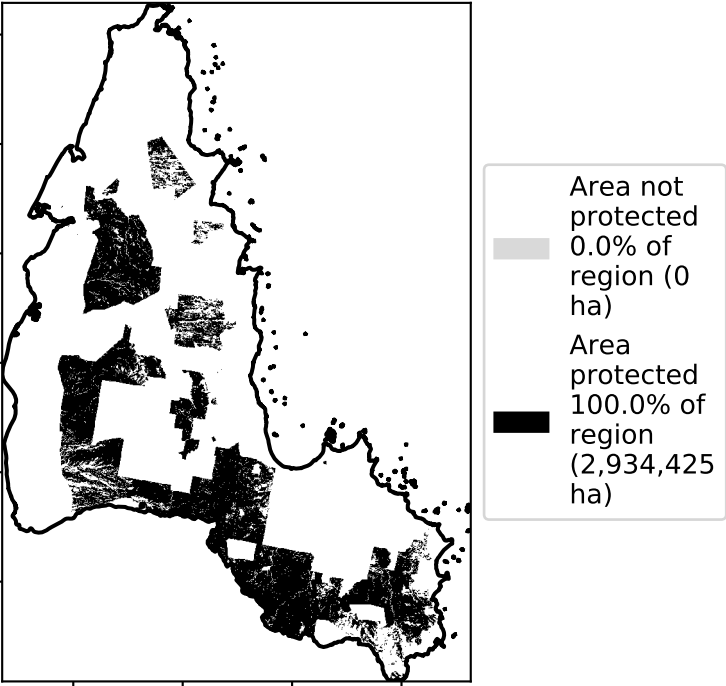 Area not
protected
0.0% of
region (0
ha)
Area
protected
100.0% of
region
(2,934,425
ha)